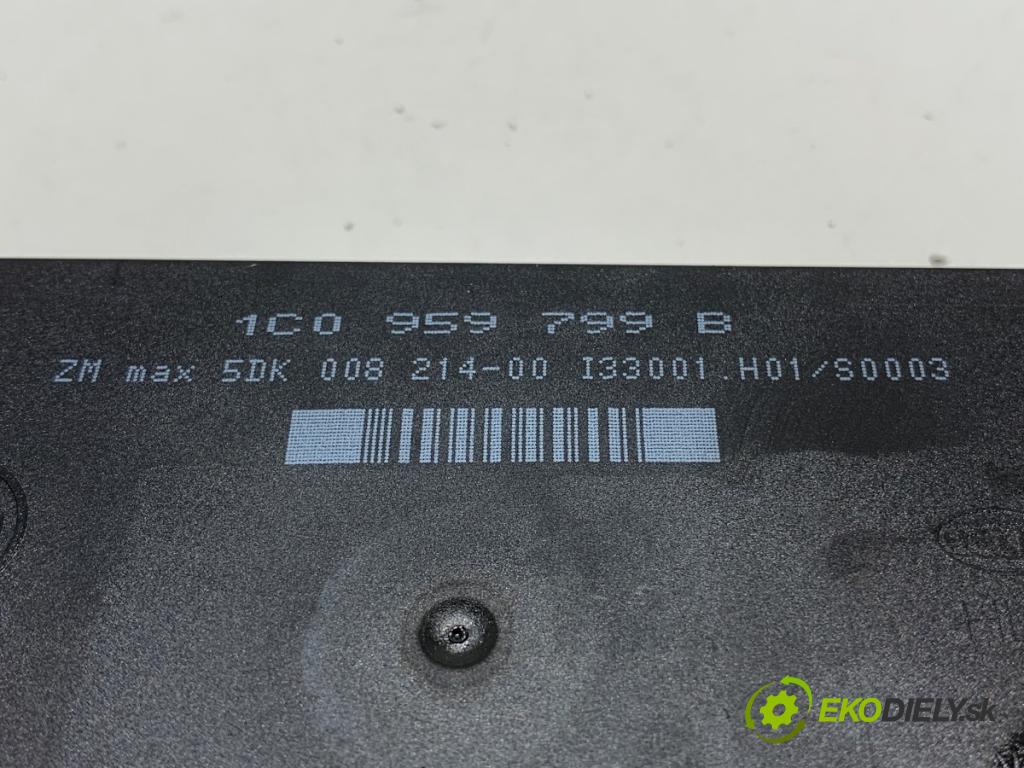 1C0 959 799 B
ZM max 5DK 008 214-00 I33001.H01/S0003
EKODIELY.sk